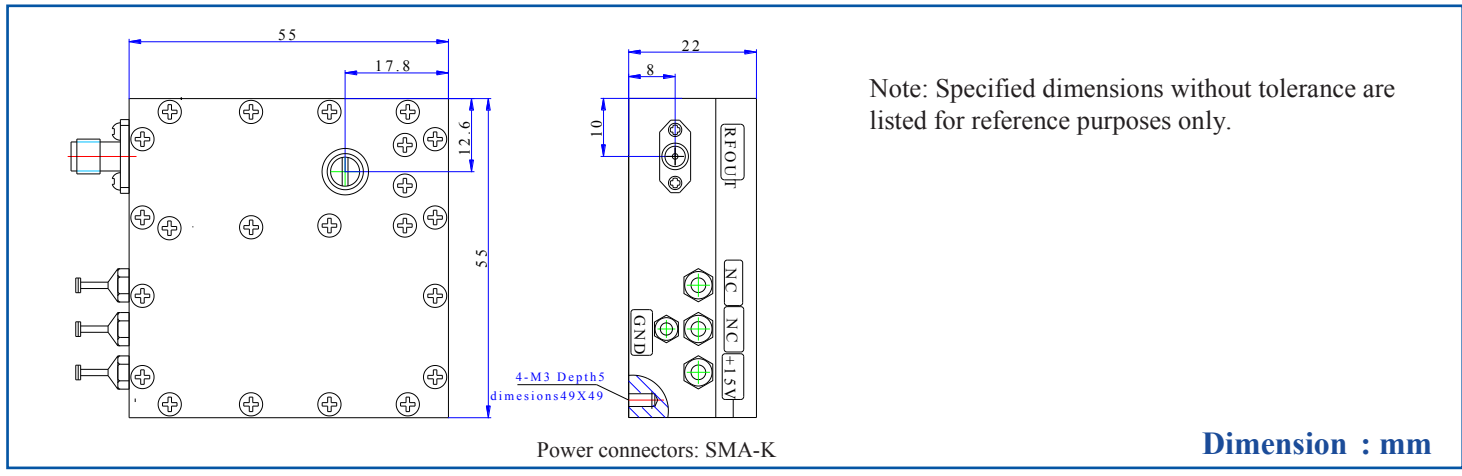 55
17.8
12.6
55
22
8
10
RFOUT
NC
NC
GND
+15V
4-M3 Depth5
dimesions49X49
Note: Specified dimensions without tolerance are
listed for reference purposes only.
Power connectors: SMA-K
Dimension : mm